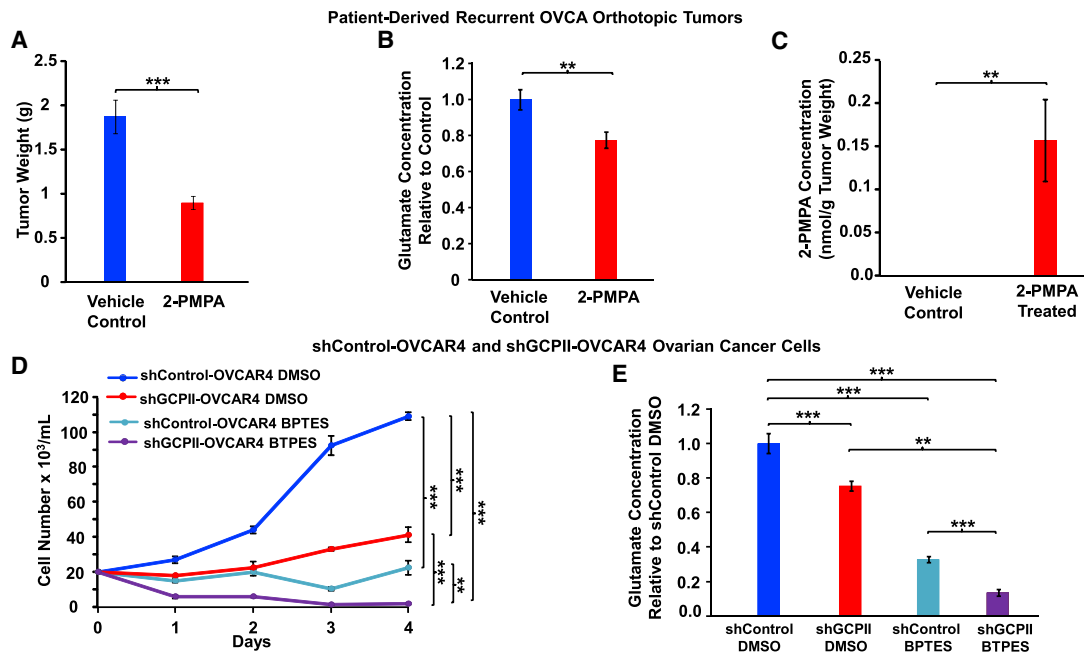 Patient-Derived Recurrent OVCA Orthotopic Tumors
A
2.5
2
1.5
1
0.5
0
Tumor Weight (g)
***
Vehicle
Control
2-PMPA
B
1.2
1.0
0.8
0.6
0.4
0.2
0
Glutamate Concentration
Relative to Control
**
Vehicle
Control
2-PMPA
C
0.25
0.20
0.15
0.10
0.05
0.0
2-PMPA Concentration
(nmol/g Tumor Weight)
**
Vehicle
Control
2-PMPA
Treated
shControl-OVCAR4 and shGCPII-OVCAR4 Ovarian Cancer Cells
D
shControl-OVCAR4 DMSO
shGCPII-OVCAR4 DMSO
shControl-OVCAR4 BPTES
shGCPII-OVCAR4 BTPES
120
100
80
60
40
20
0
Cell Number x 10³/mL
0
1
2
3
4
Days
***
***
***
***
**
E
1.2
1.0
0.8
0.6
0.4
0.2
0.0
Glutamate Concentration
Relative to shControl DMSO
***
***
***
**
***
shControl
DMSO
shGCPII
DMSO
shControl
BPTES
shGCPII
BTPES